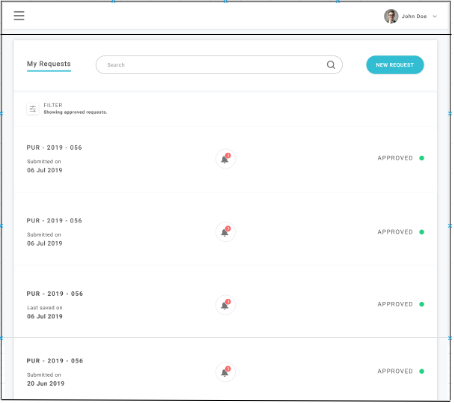 John Doe
My Requests
Search
NEW REQUEST
FILTER
Showing approved requests.
PUR - 2019 - 056
Submitted on
06 Jul 2019
APPROVED
PUR - 2019 - 056
Submitted on
06 Jul 2019
APPROVED
PUR - 2019 - 056
Last saved on
06 Jul 2019
APPROVED
PUR - 2019 - 056
Submitted on
20 Jun 2019
APPROVED